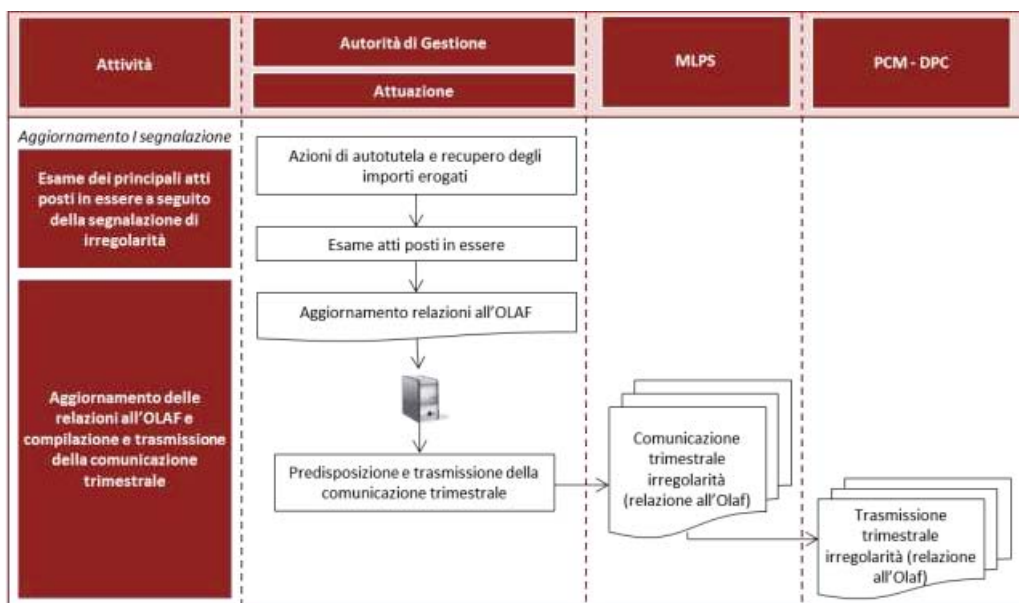 Attività
Autorità di Gestione
Attuazione
MLPS
PCM - DPC
Aggiornamento I segnalazione
Esame dei principali atti
posti in essere a seguito
della segnalazione di
irregolarità
Azioni di autotutela e recupero degli
importi erogati
Esame atti posti in essere
Aggiornamento relazioni all'OLAF
Aggiornamento delle
relazioni all'OLAF e
compilazione e trasmissione
della comunicazione
trimestrale
Predisposizione e trasmissione della
comunicazione trimestrale
Comunicazione
trimestrale
irregolarità
(relazione all'Olaf)
Trasmissione
trimestrale
irregolarità (relazione
all'Olaf)